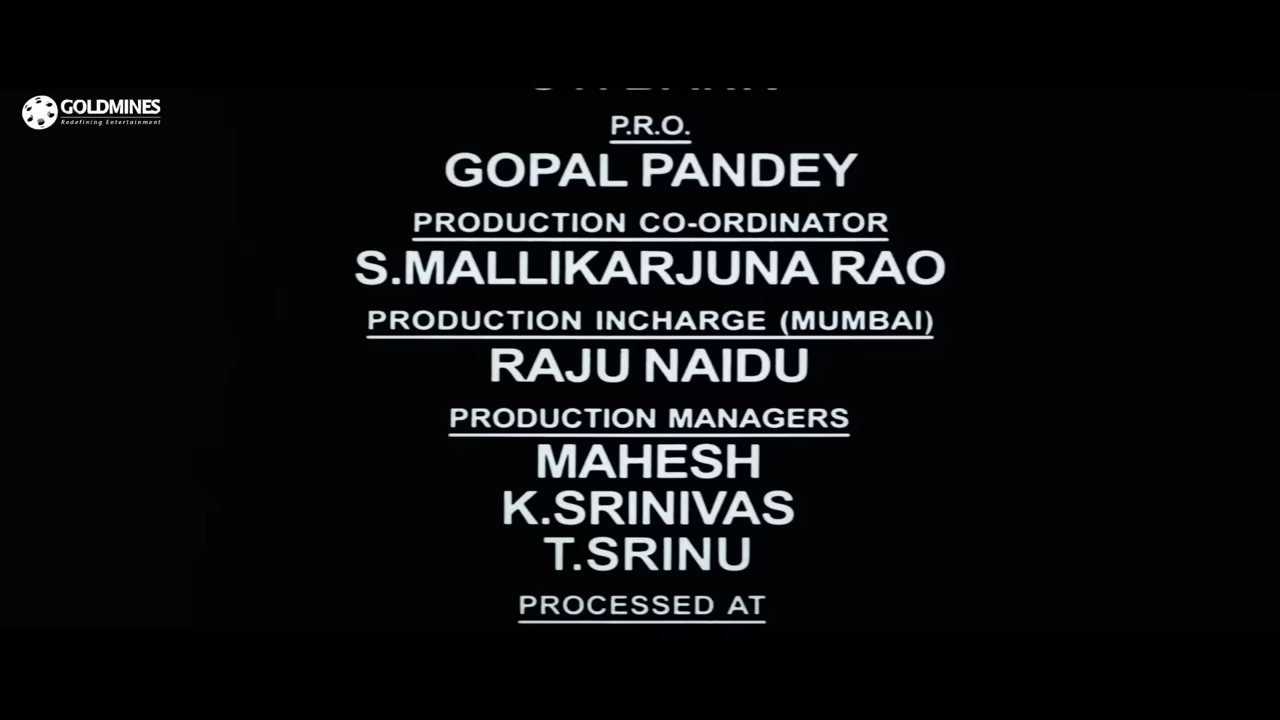 GOLDMINES
Redefining Entertainment
P.R.O.
GOPAL PANDEY
PRODUCTION CO-ORDINATOR
S.MALLIKARJUNA RAO
PRODUCTION INCHARGE (MUMBAI)
RAJU NAIDU
PRODUCTION MANAGERS
MAHESH
K.SRINIVAS
T.SRINU
PROCESSED AT